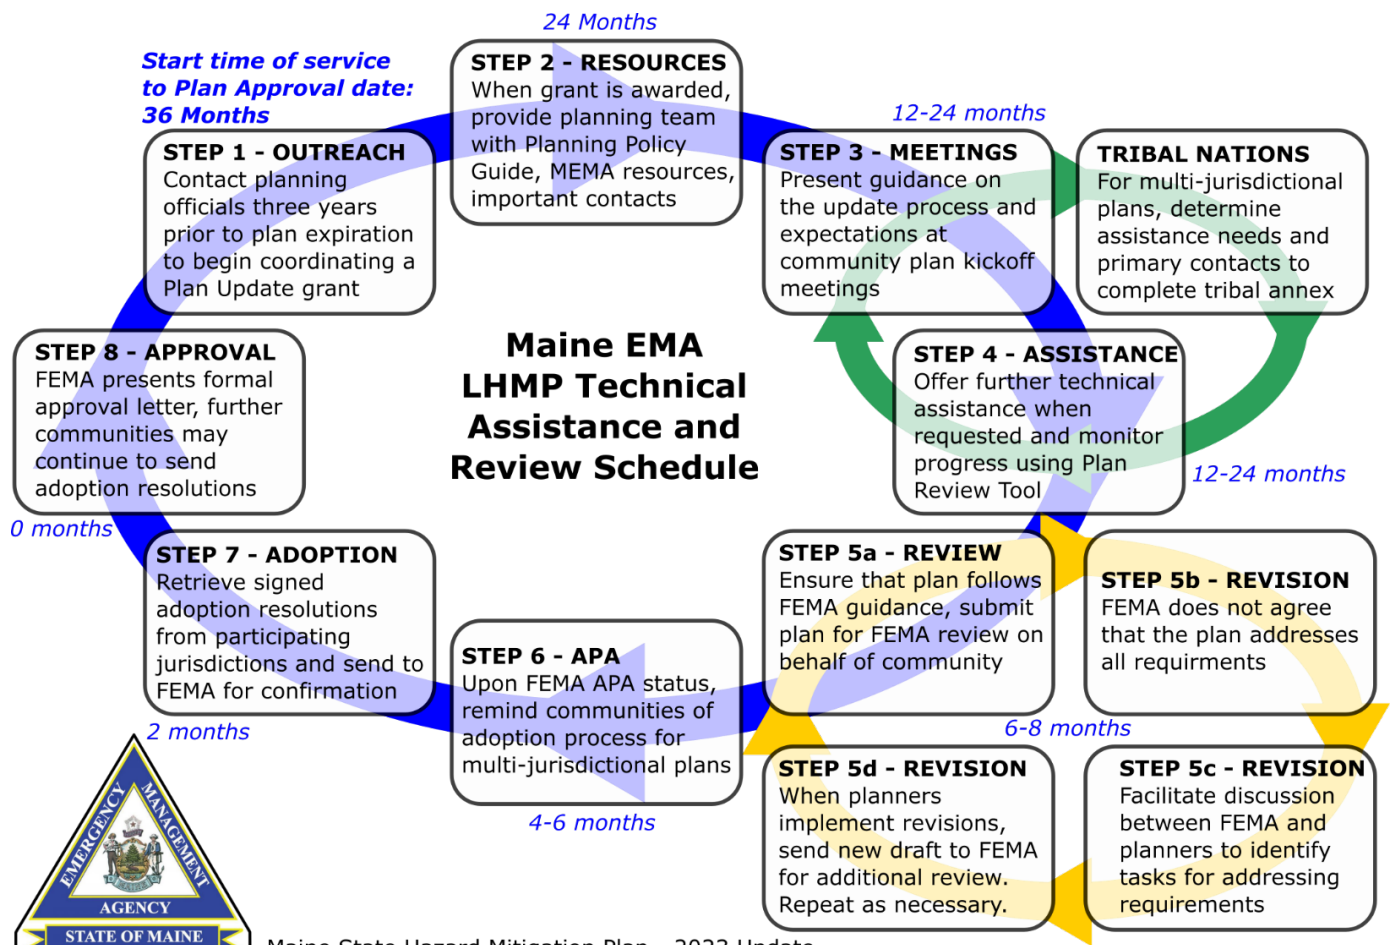 24 Months
Start time of service
to Plan Approval date:
36 Months
STEP 1 - OUTREACH
Contact planning
officials three years
prior to plan expiration
to begin coordinating a
Plan Update grant
STEP 2 - RESOURCES
When grant is awarded,
provide planning team
with Planning Policy
Guide, MEMA resources,
important contacts
12-24 months
STEP 3 - MEETINGS
Present guidance on
the update process and
expectations at
community plan kickoff
meetings
TRIBAL NATIONS
For multi-jurisdictional
plans, determine
assistance needs and
primary contacts to
complete tribal annex
Maine EMA
LHMP Technical
Assistance and
Review Schedule
STEP 4 - ASSISTANCE
Offer further technical
assistance when
requested and monitor
progress using Plan
Review Tool
12-24 months
STEP 5a - REVIEW
Ensure that plan follows
FEMA guidance, submit
plan for FEMA review on
behalf of community
STEP 5b - REVISION
FEMA does not agree
that the plan addresses
all requirments
6-8 months
STEP 5c - REVISION
Facilitate discussion
between FEMA and
planners to identify
tasks for addressing
requirements
STEP 5d - REVISION
When planners
implement revisions,
send new draft to FEMA
for additional review.
Repeat as necessary.
STEP 6 - APA
Upon FEMA APA status,
remind communities of
adoption process for
multi-jurisdictional plans
4-6 months
STEP 7 - ADOPTION
Retrieve signed
adoption resolutions
from participating
jurisdictions and send to
FEMA for confirmation
2 months
STEP 8 - APPROVAL
FEMA presents formal
approval letter, further
communities may
continue to send
adoption resolutions
0 months
EMERGENCY
MANAGEMENT
AGENCY
STATE OF MAINE
Maine State Hazard Mitigation Plan - 2023 Update